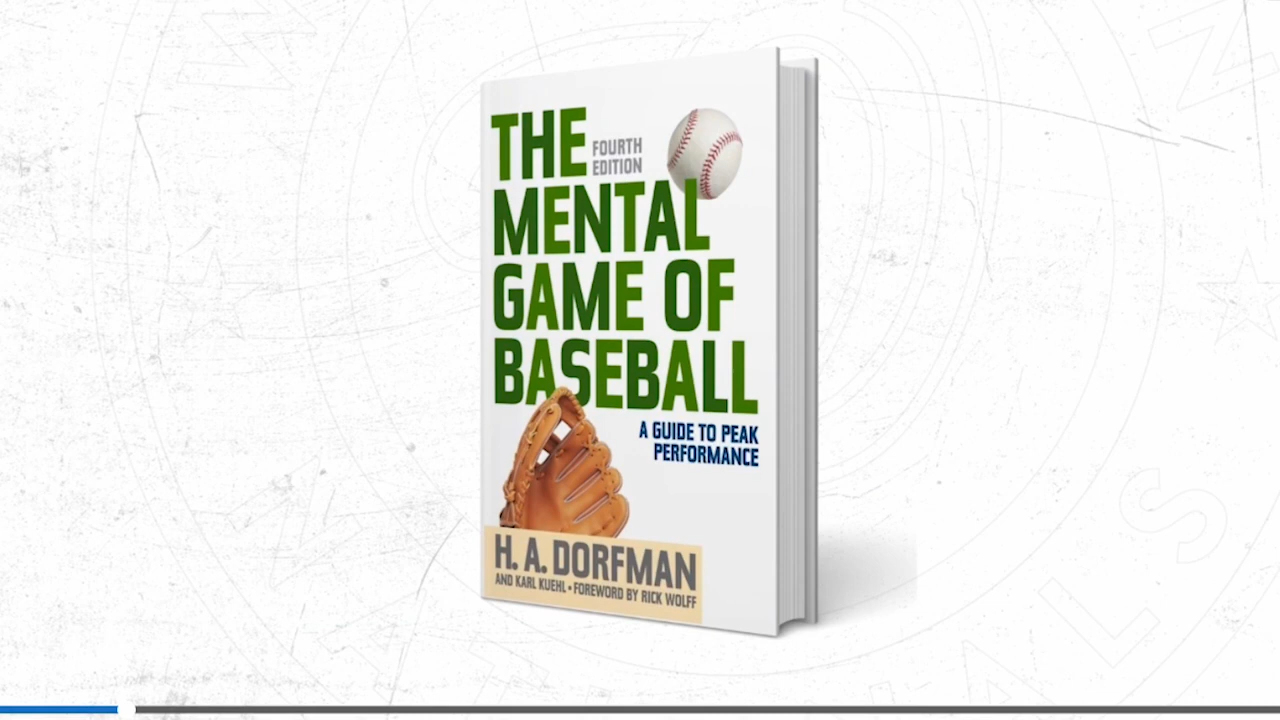 THE
FOURTH
EDITION
MENTAL
GAME OF
BASEBALL
A GUIDE TO PEAK
PERFORMANCE
H. A. DORFMAN
AND KARL KUEHL • FOREWORD BY RICK WOLFF